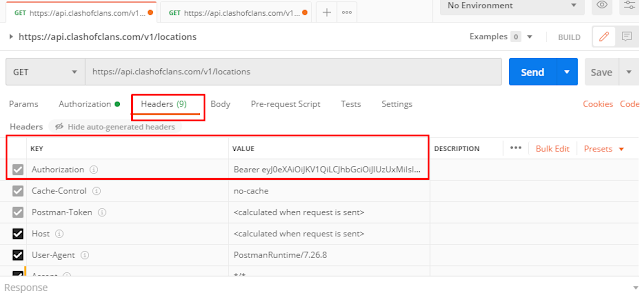 GET https://api.clashofclans.com/v1/...
GET https://api.clashofclans.com/v1/...
No Environment
https://api.clashofclans.com/v1/locations
Examples 0
BUILD
GET
https://api.clashofclans.com/v1/locations
Send
Save
Params
Authorization
Headers (9)
Body
Pre-request Script
Tests
Settings
Cookies
Code
Headers
Hide auto-generated headers
KEY
VALUE
DESCRIPTION
Bulk Edit
Presets
Authorization
Bearer
Cache-Control
no-cache
Postman-Token
<calculated when request is sent>
Host
<calculated when request is sent>
User-Agent
PostmanRuntime/7.26.8
Accept
*/*
Response